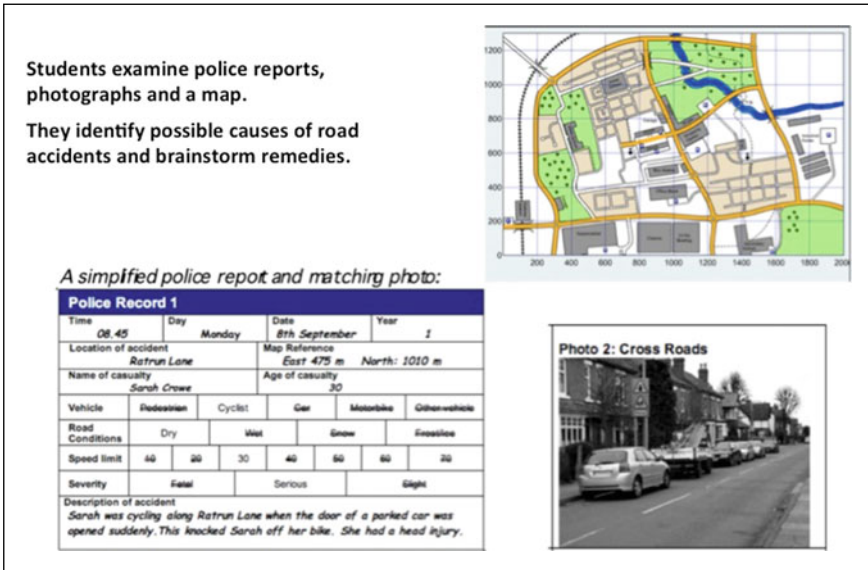 Students examine police reports,
photographs and a map.
They identify possible causes of road
accidents and brainstorm remedies.
1200
1000
800
600
400
200
0
200 400 600 800 1000 1200 1400 1600 1800 2000
A simplified police report and matching photo:
Police Record 1
Time Day Date Year
08.45 Monday 8th September 1
Location of accident Map Reference
Ratrun Lane East 475 m North: 1010 m
Name of casualty Age of casualty
Sarah Crowe 30
Vehicle Pedestrian Cyclist Car Motorbike Other vehicle
Road
Conditions Dry Wet Snow Frost/ice
Speed limit 10 20 30 40 50 60 70
Severity Fatal Serious Slight
Description of accident
Sarah was cycling along Ratrun Lane when the door of a parked car was
opened suddenly. This knocked Sarah off her bike. She had a head injury.
Photo 2: Cross Roads